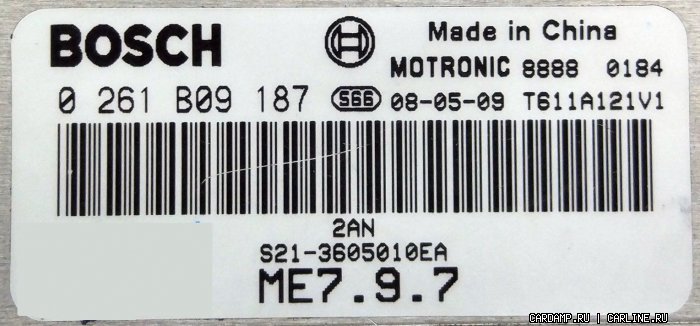 BOSCH
Made in China
MOTRONIC 8888 0184
0 261 B09 187 S66 08-05-09 T611A121V1
2AN
S21-3605010EA
ME7.9.7
CARDAMP.RU | CARLINE.RU